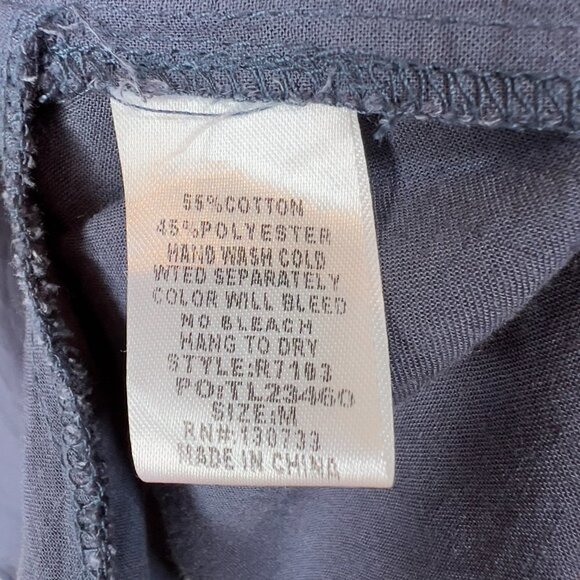 55%COTTON
45%POLYESTER
HAND WASH COLD
WTED SEPARATELY
COLOR WILL BLEED
NO BLEACH
HANG TO DRY
STYLE:R7103
PO:TL23460
SIZE:M
RN#:130733
MADE IN CHINA